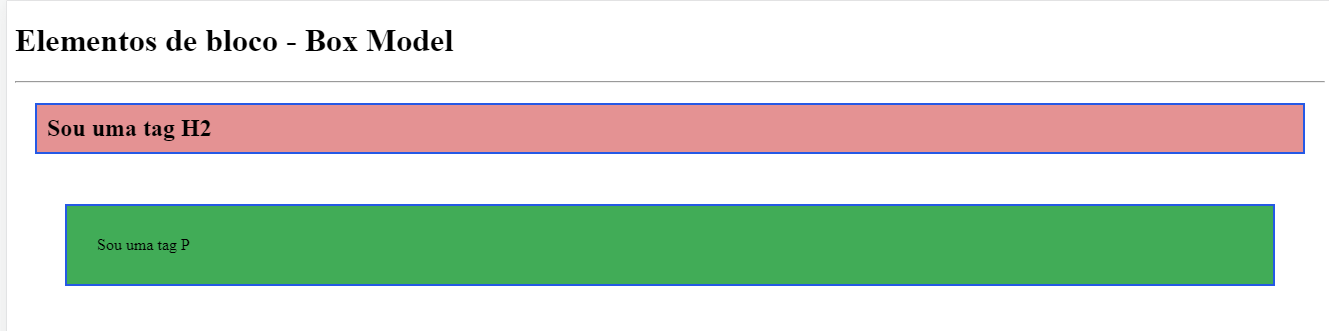 Elementos de bloco - Box Model
Sou uma tag H2
Sou uma tag P